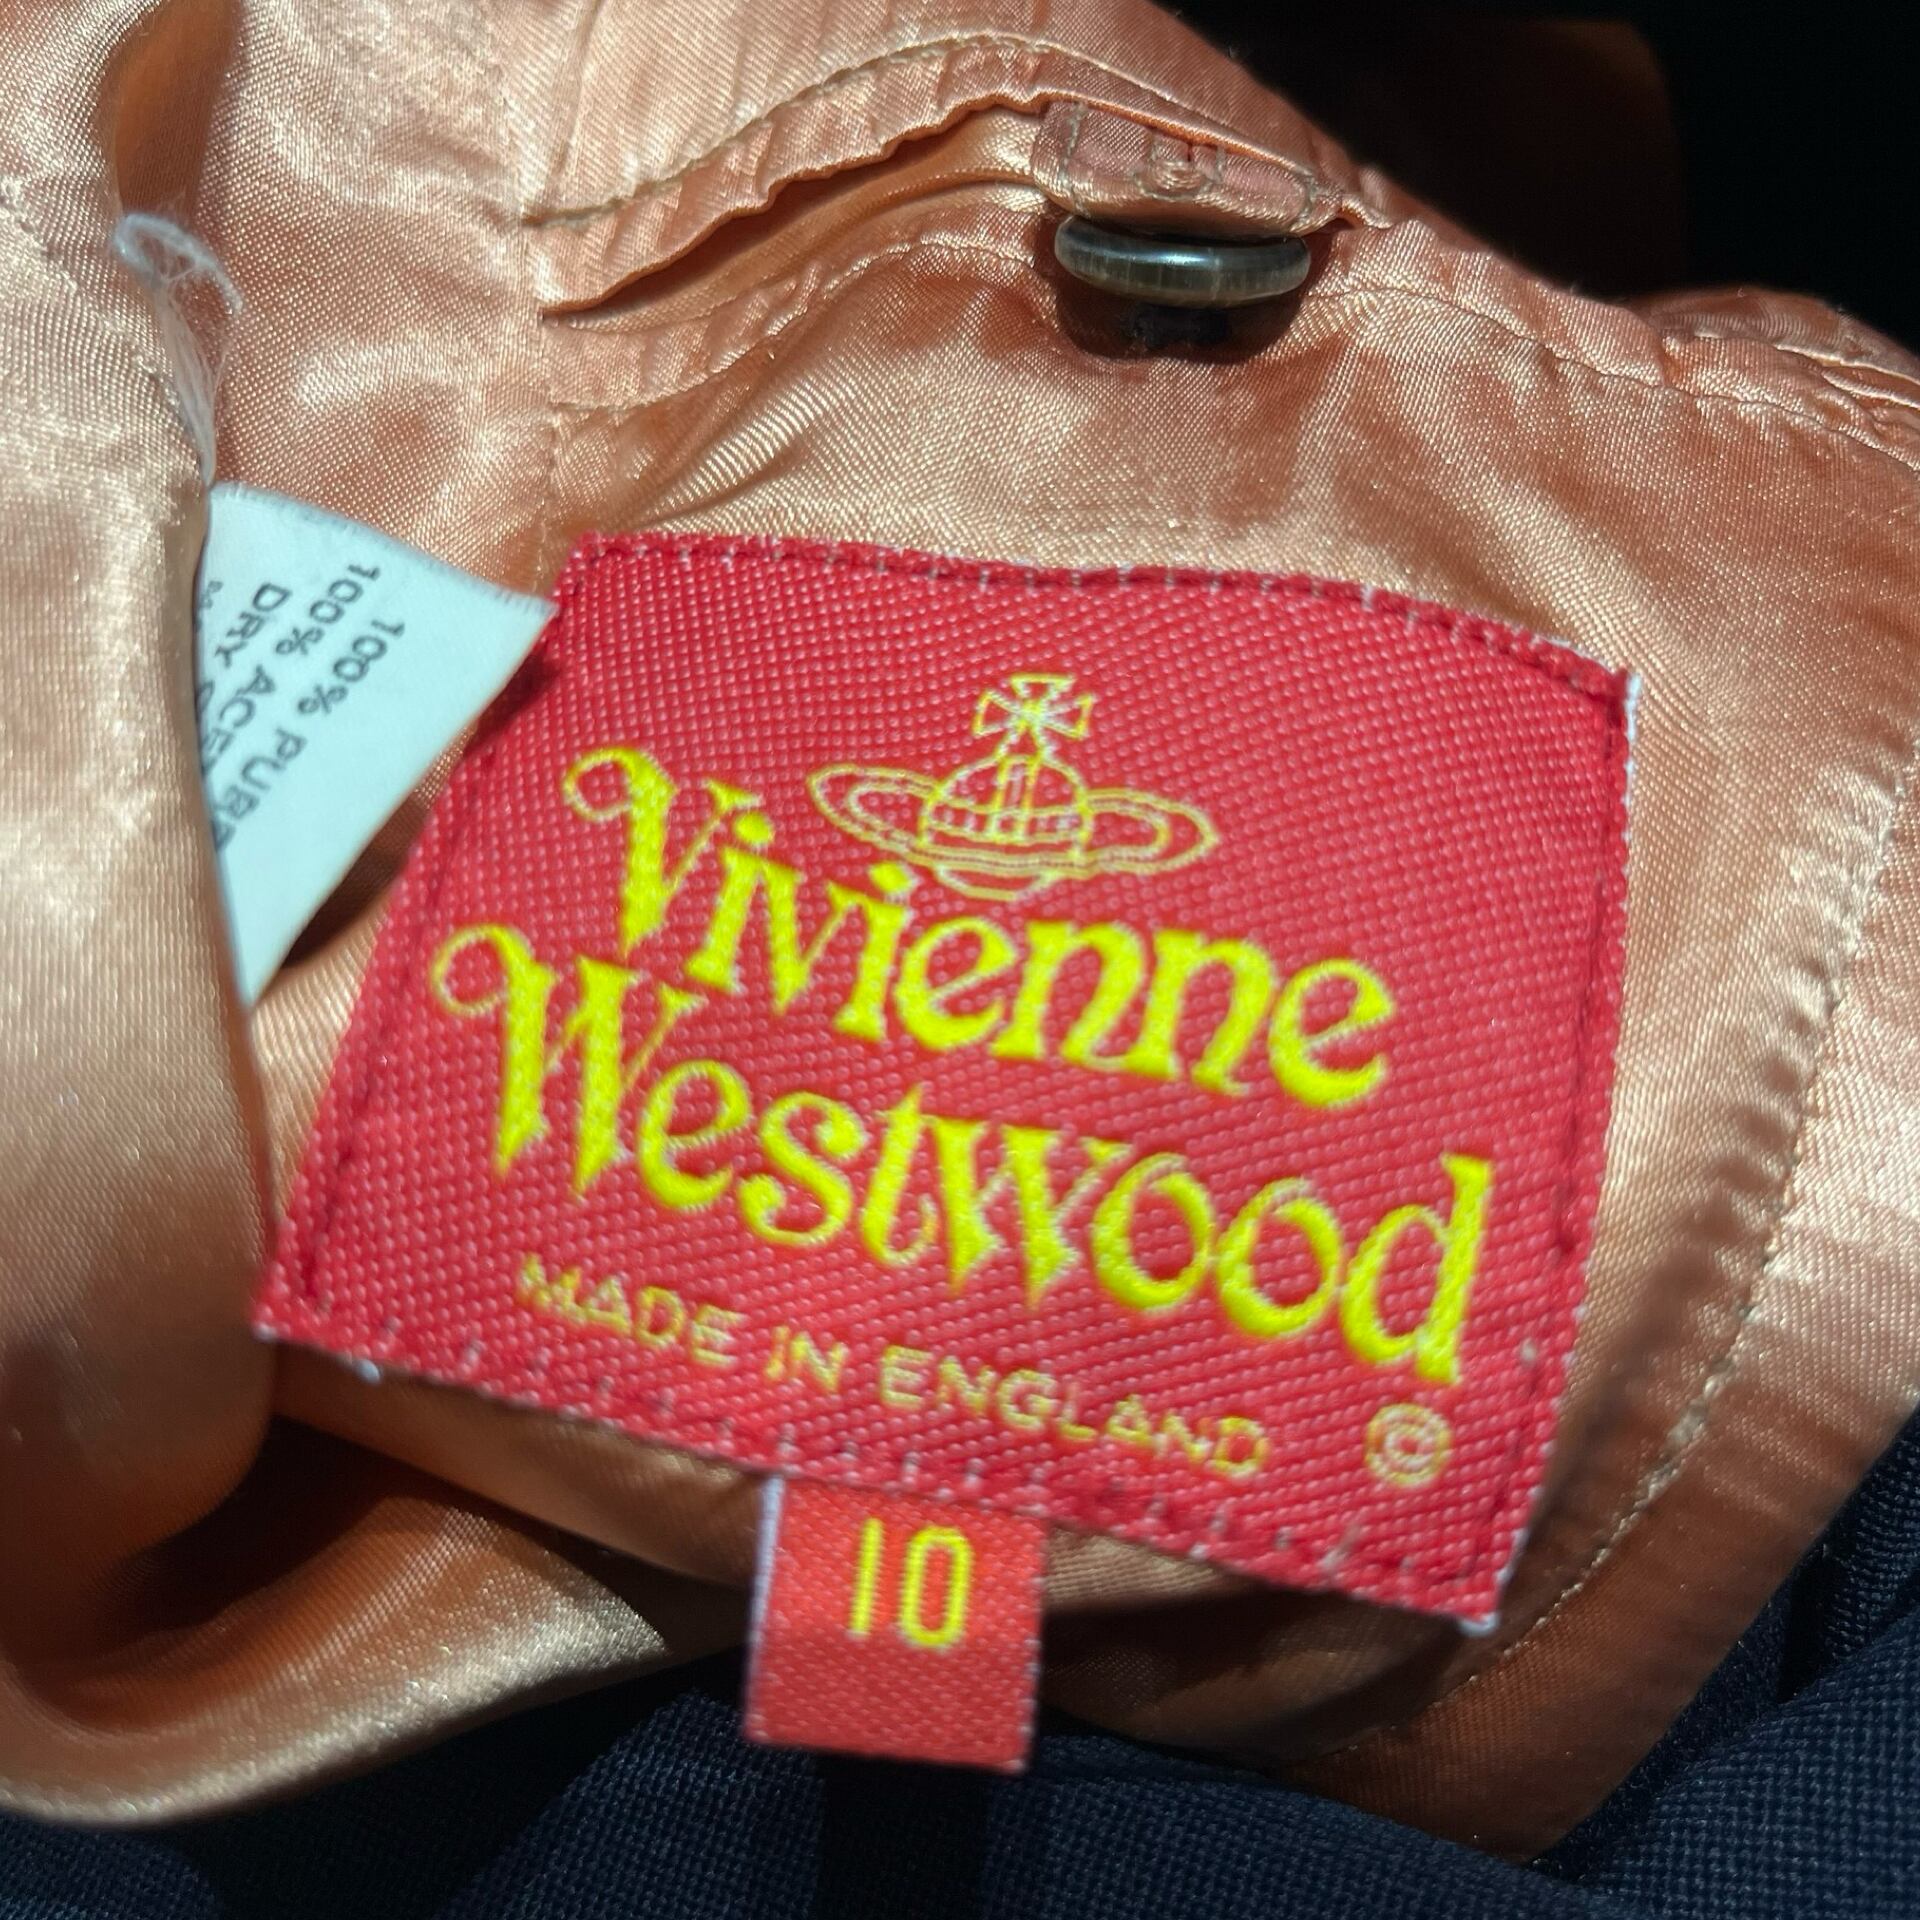 Vivienne
Westwood
MADE IN ENGLAND
©
10
100% PURE
100%
DRY